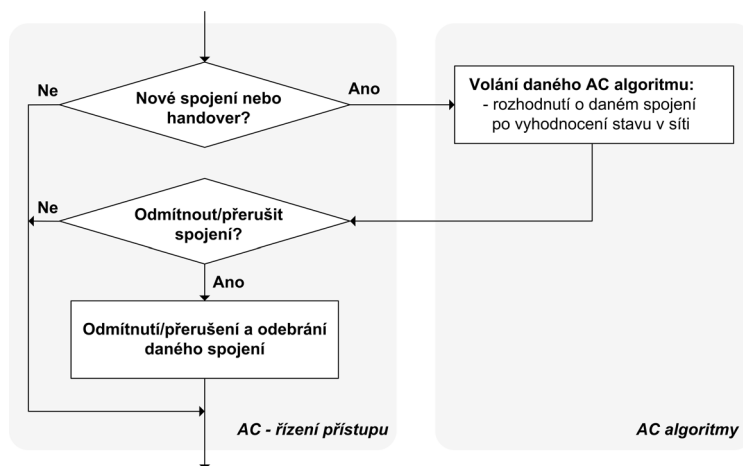 Ne
Nové spojení nebo
handover?
Ano
Volání daného AC algoritmu:
- rozhodnutí o daném spojení
po vyhodnocení stavu v síti
Ne
Odmítnout/přerušit
spojení?
Ano
Odmítnutí/přerušení a odebrání
daného spojení
AC - řízení přístupu
AC algoritmy